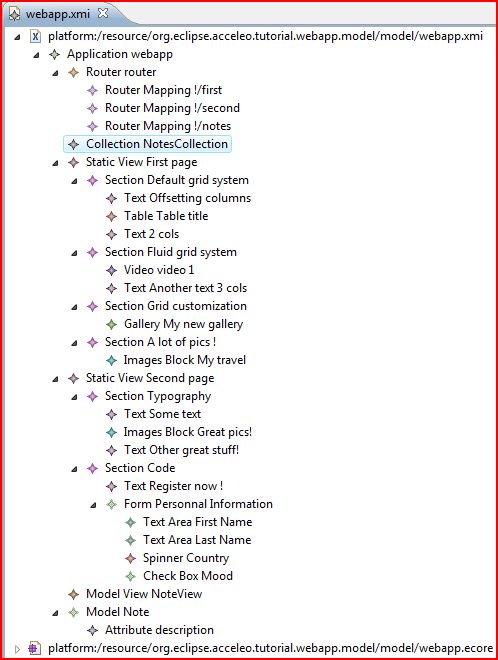 webapp.xmi
platform:/resource/org.eclipse.acceleo.tutorial.webapp.model/model/webapp.xmi
Application webapp
Router router
Router Mapping !/first
Router Mapping !/second
Router Mapping !/notes
Collection NotesCollection
Static View First page
Section Default grid system
Text Offsetting columns
Table Table title
Text 2 cols
Section Fluid grid system
Video video 1
Text Another text 3 cols
Section Grid customization
Gallery My new gallery
Section A lot of pics !
Images Block My travel
Static View Second page
Section Typography
Text Some text
Images Block Great pics!
Text Other great stuff!
Section Code
Text Register now !
Form Personnal Information
Text Area First Name
Text Area Last Name
Spinner Country
Check Box Mood
Model View NoteView
Model Note
Attribute description
platform:/resource/org.eclipse.acceleo.tutorial.webapp.model/model/webapp.ecore